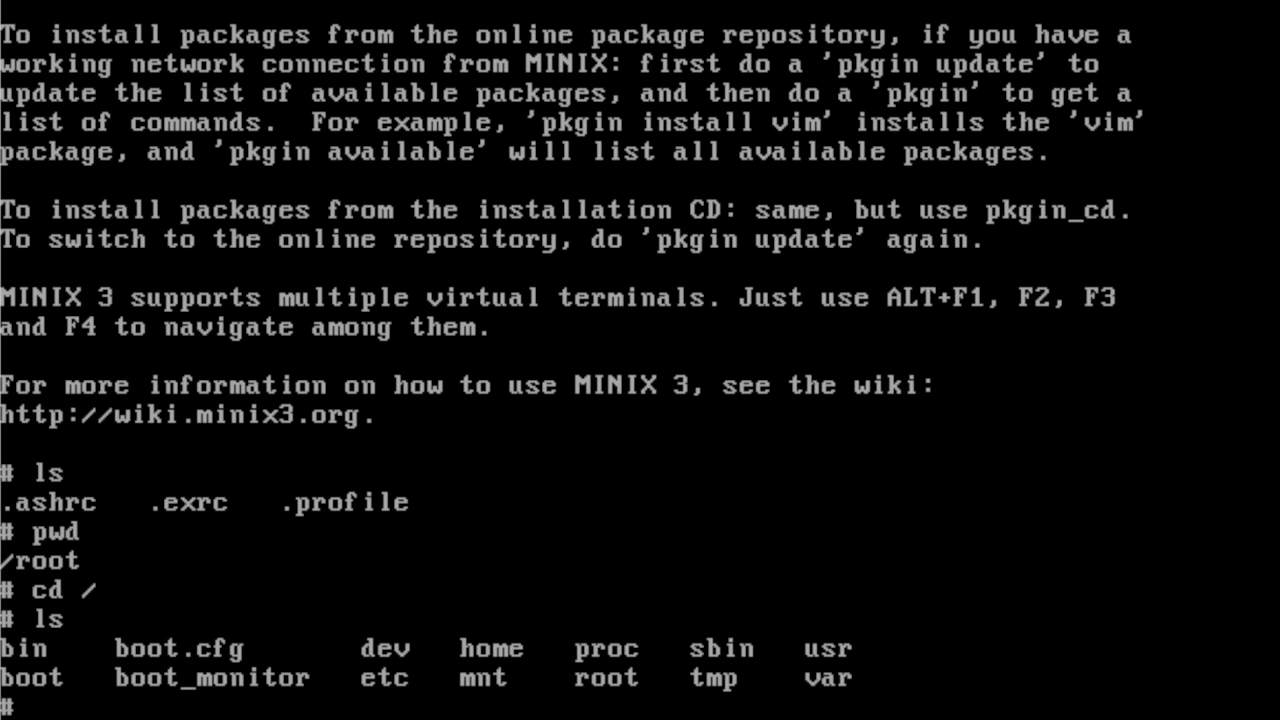 To install packages from the online package repository, if you have a
working network connection from MINIX: first do a 'pkgin update' to
update the list of available packages, and then do a 'pkgin' to get a
list of commands.  For example, 'pkgin install vim' installs the 'vim'
package, and 'pkgin available' will list all available packages.

To install packages from the installation CD: same, but use pkgin_cd.
To switch to the online repository, do 'pkgin update' again.

MINIX 3 supports multiple virtual terminals. Just use ALT+F1, F2, F3
and F4 to navigate among them.

For more information on how to use MINIX 3, see the wiki:
http://wiki.minix3.org.

# ls
.ashrc   .exrc   .profile
# pwd
/root
# cd /
# ls
bin    boot.cfg       dev   home   proc   sbin   usr
boot   boot_monitor   etc   mnt    root   tmp    var
#